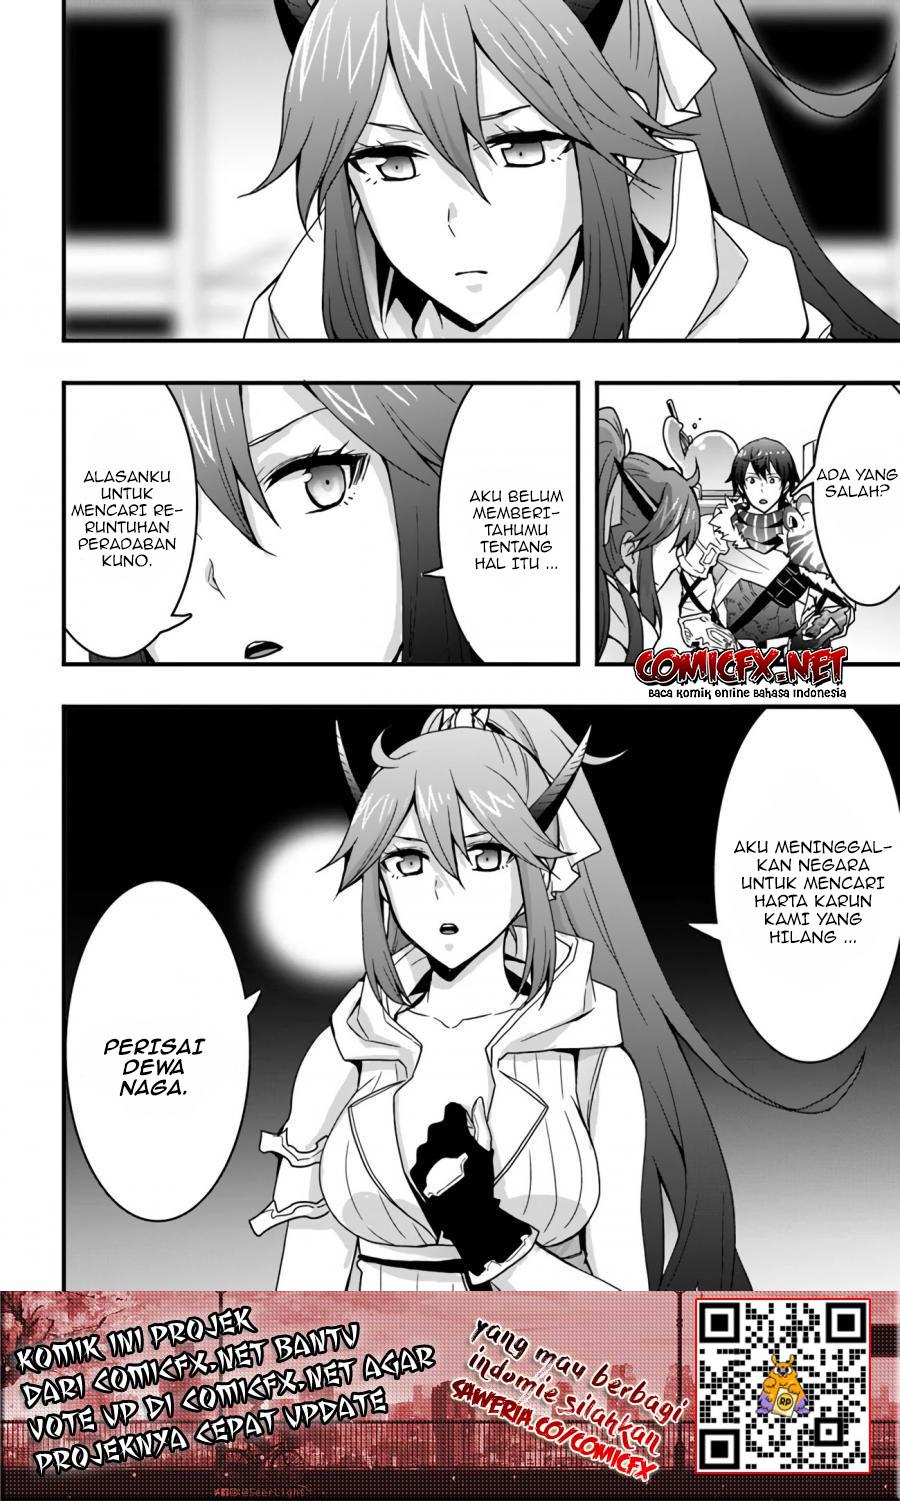 ADA YANG
SALAH?
AKU BELUM
MEMBERI-
TAHUMU
TENTANG
HAL ITU ...
ALASANKU
UNTUK
MENCARI RE-
RUNTUHAN
PERADABAN
KUNO.
COMICFX.NET
Baca komik online Bahasa Indonesia
AKU MENINGGAL-
KAN NEGARA
UNTUK MENCARI
HARTA KARUN
KAMI YANG
HILANG ...
PERISAI
DEWA
NAGA.
KOMIK INI PROJEK
DARI COMICFX.NET BANTU
VOTE UP DI COMICFX.NET AGAR
PROJEKNYA CEPAT UPDATE
yang mau berbagi
indomie silahkan
SAWERIA.CO/COMICFX
RP